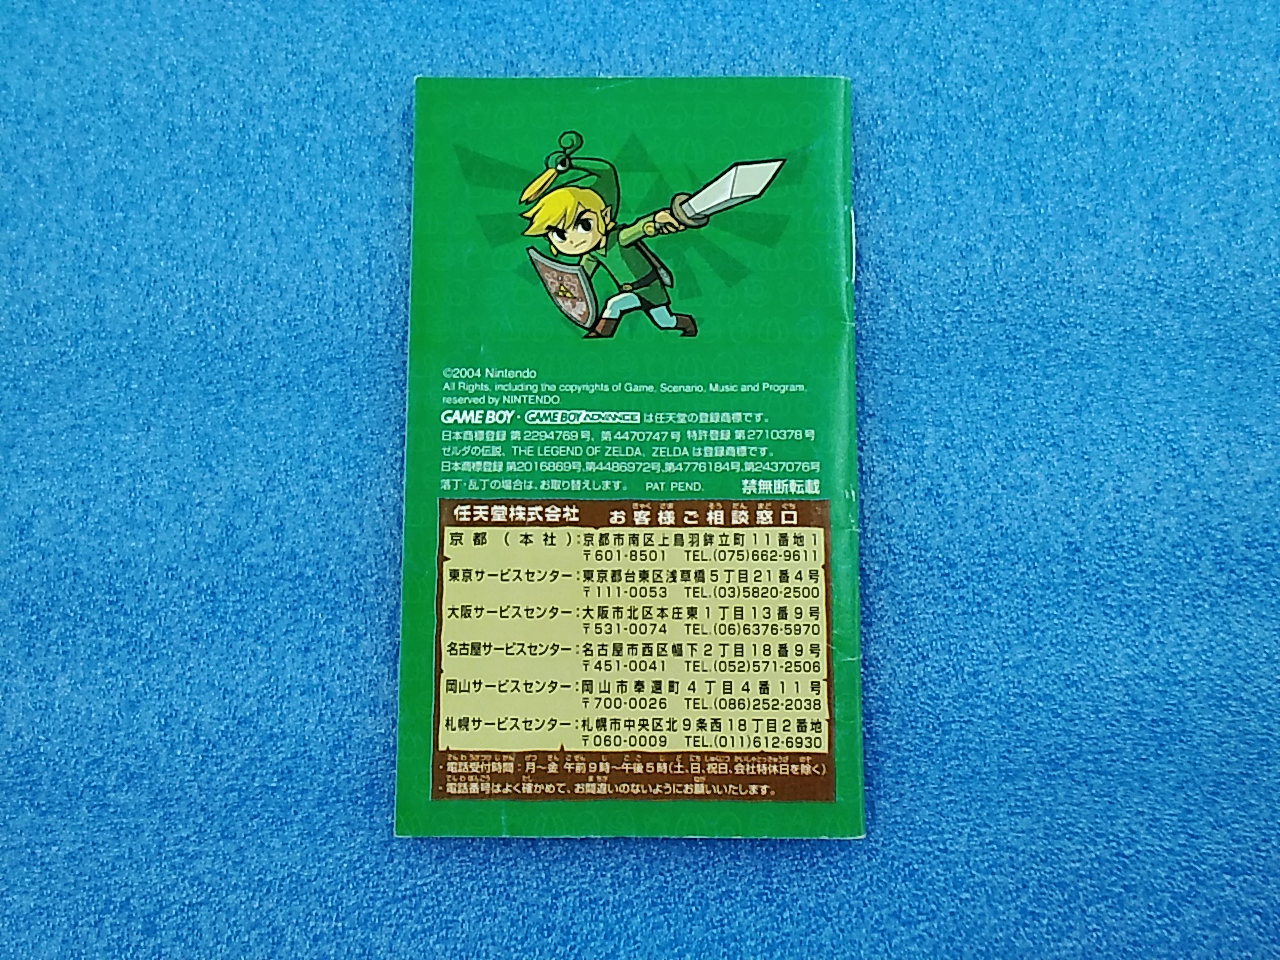 ©2004 Nintendo
All Rights, including the copyrights of Game, Scenario, Music and Program,
reserved by NINTENDO
GAME BOY・GAME BOY ADVANCE は任天堂の登録商標です。
日本商標登録 第2294769号、第4470747号 特許登録 第2710378号
ゼルダの伝説、THE LEGEND OF ZELDA、ZELDA は登録商標です。
日本商標登録 第2016869号,第4486972号,第4776184号,第2437076号
落丁・乱丁の場合は、お取り替えします。 PAT. PEND. 禁無断転載
任天堂株式会社 お客様ご相談窓口
京都(本社):京都市南区上鳥羽鉾立町11番地1
〒601-8501 TEL.(075)662-9611
東京サービスセンター:東京都台東区浅草橋5丁目21番4号
〒111-0053 TEL.(03)5820-2500
大阪サービスセンター:大阪市北区本庄東1丁目13番9号
〒531-0074 TEL.(06)6376-5970
名古屋サービスセンター:名古屋市西区幅下2丁目18番9号
〒451-0041 TEL.(052)571-2506
岡山サービスセンター:岡山市奉還町4丁目4番11号
〒700-0026 TEL.(086)252-2038
札幌サービスセンター:札幌市中央区北9条西18丁目2番地
〒060-0009 TEL.(011)612-6930
・電話受付時間:月〜金 午前9時〜午後5時(土、日、祝日、会社特休日を除く)
・電話番号はよく確かめて、お間違いのないようにお願いいたします。